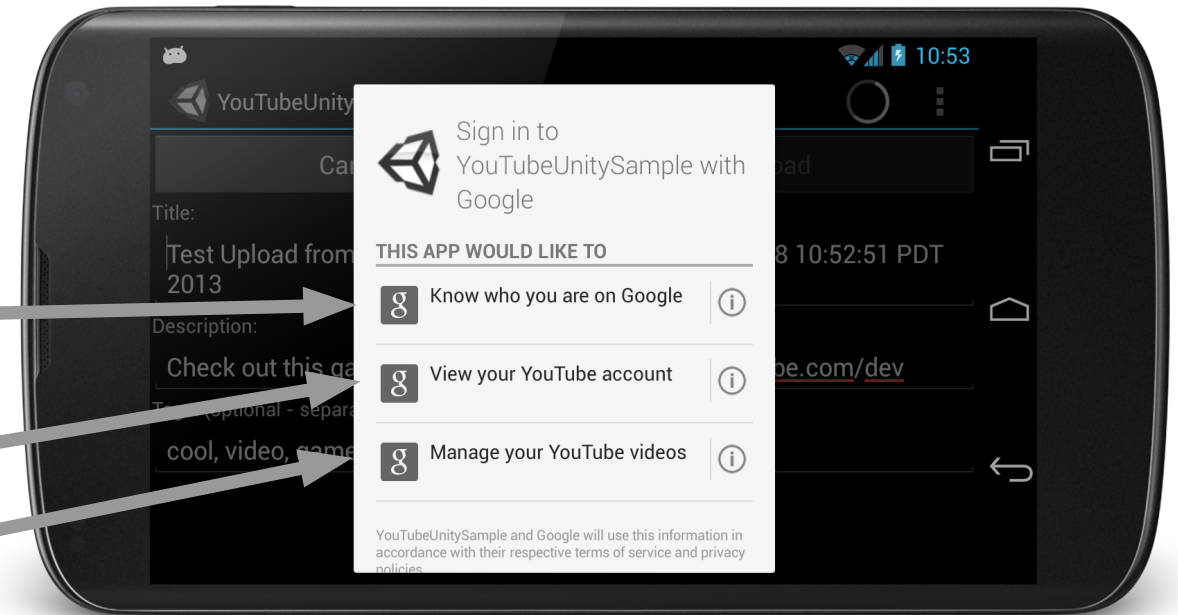 10:53
YouTubeUnity
Sign in to
YouTubeUnitySample with
Google
Title:
Test Upload from 8 10:52:51 PDT
2013
THIS APP WOULD LIKE TO
g Know who you are on Google i
Description:
Check out this be.com/dev
g View your YouTube account i
(optional - separa
cool, video, game
g Manage your YouTube videos i
YouTubeUnitySample and Google will use this information in
accordance with their respective terms of service and privacy
policies